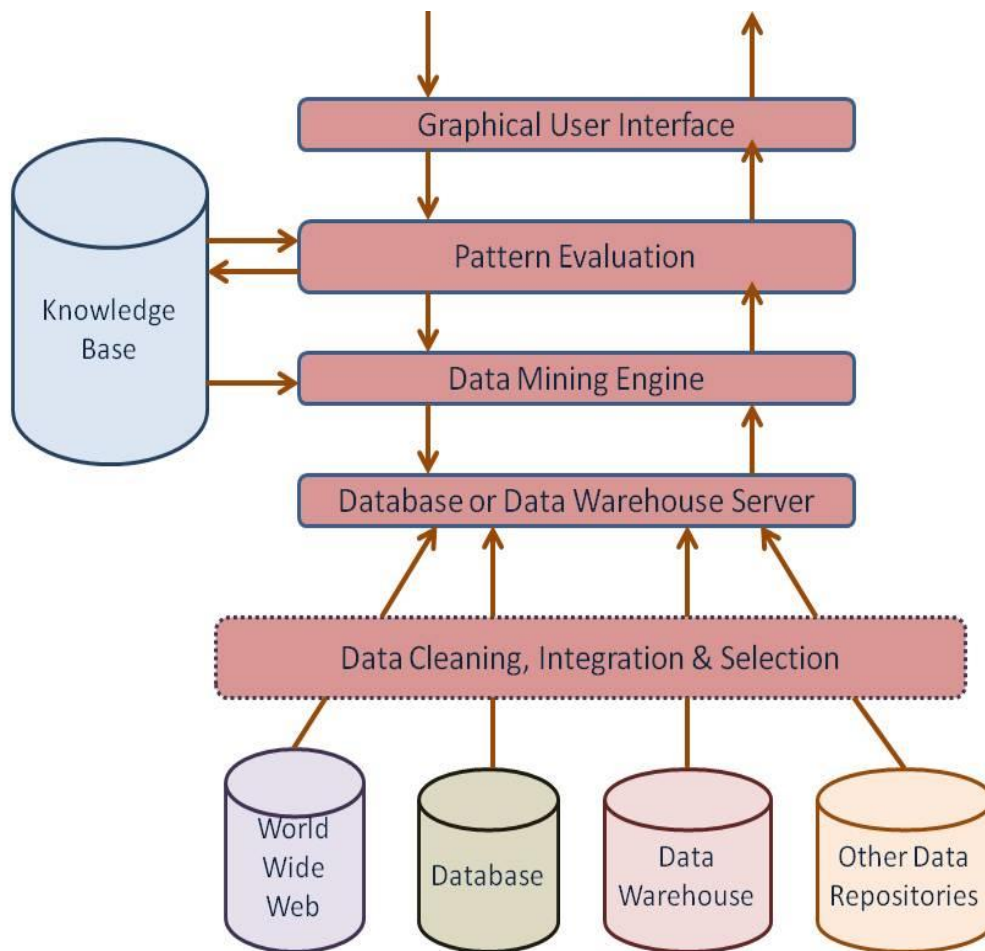 Graphical User Interface
Pattern Evaluation
Knowledge
Base
Data Mining Engine
Database or Data Warehouse Server
Data Cleaning, Integration & Selection
World
Wide
Web
Database
Data
Warehouse
Other Data
Repositories